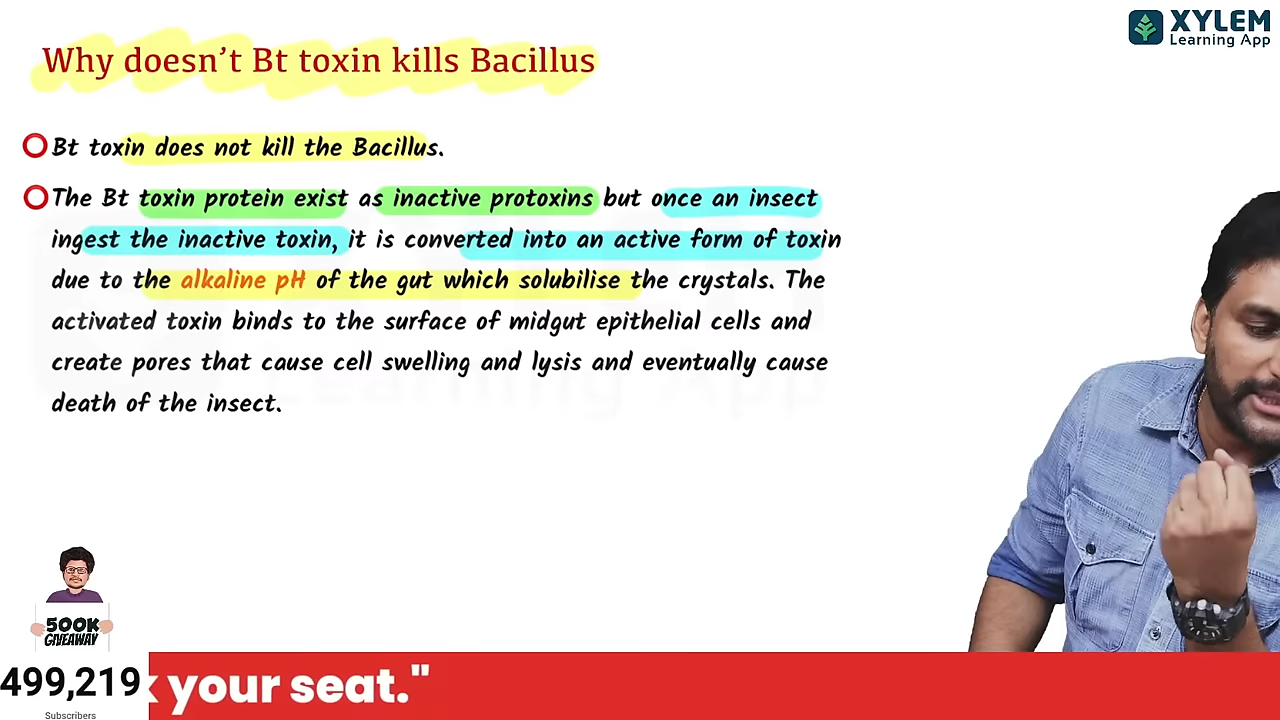 XYLEM
Learning App
Why doesn't Bt toxin kills Bacillus
Bt toxin does not kill the Bacillus.
The Bt toxin protein exist as inactive protoxins but once an insect
ingest the inactive toxin, it is converted into an active form of toxin
due to the alkaline pH of the gut which solubilise the crystals. The
activated toxin binds to the surface of midgut epithelial cells and
create pores that cause cell swelling and lysis and eventually cause
death of the insect.
500K
GIVEAWAY
499,219
Subscribers
your seat."